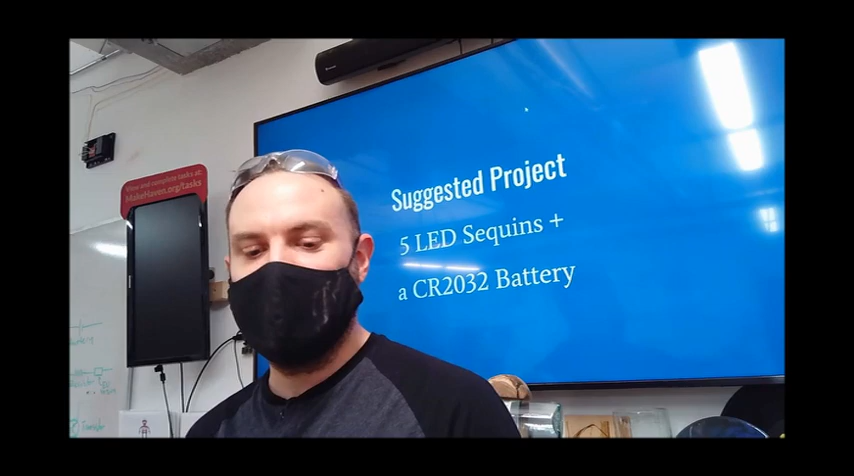 View and complete tasks at:
MakeHaven.org/tasks
Suggested Project
5 LED Sequins +
a CR2032 Battery